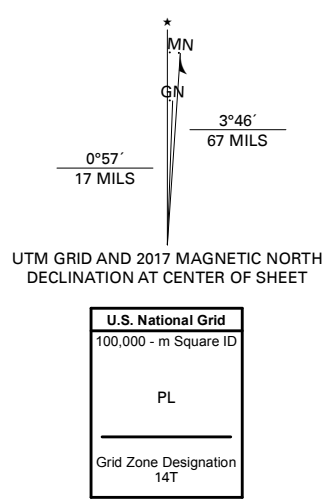 ★
MN
GN
3°46´
67 MILS
0°57´
17 MILS
UTM GRID AND 2017 MAGNETIC NORTH
DECLINATION AT CENTER OF SHEET
U.S. National Grid
100,000 - m Square ID
PL
Grid Zone Designation
14T